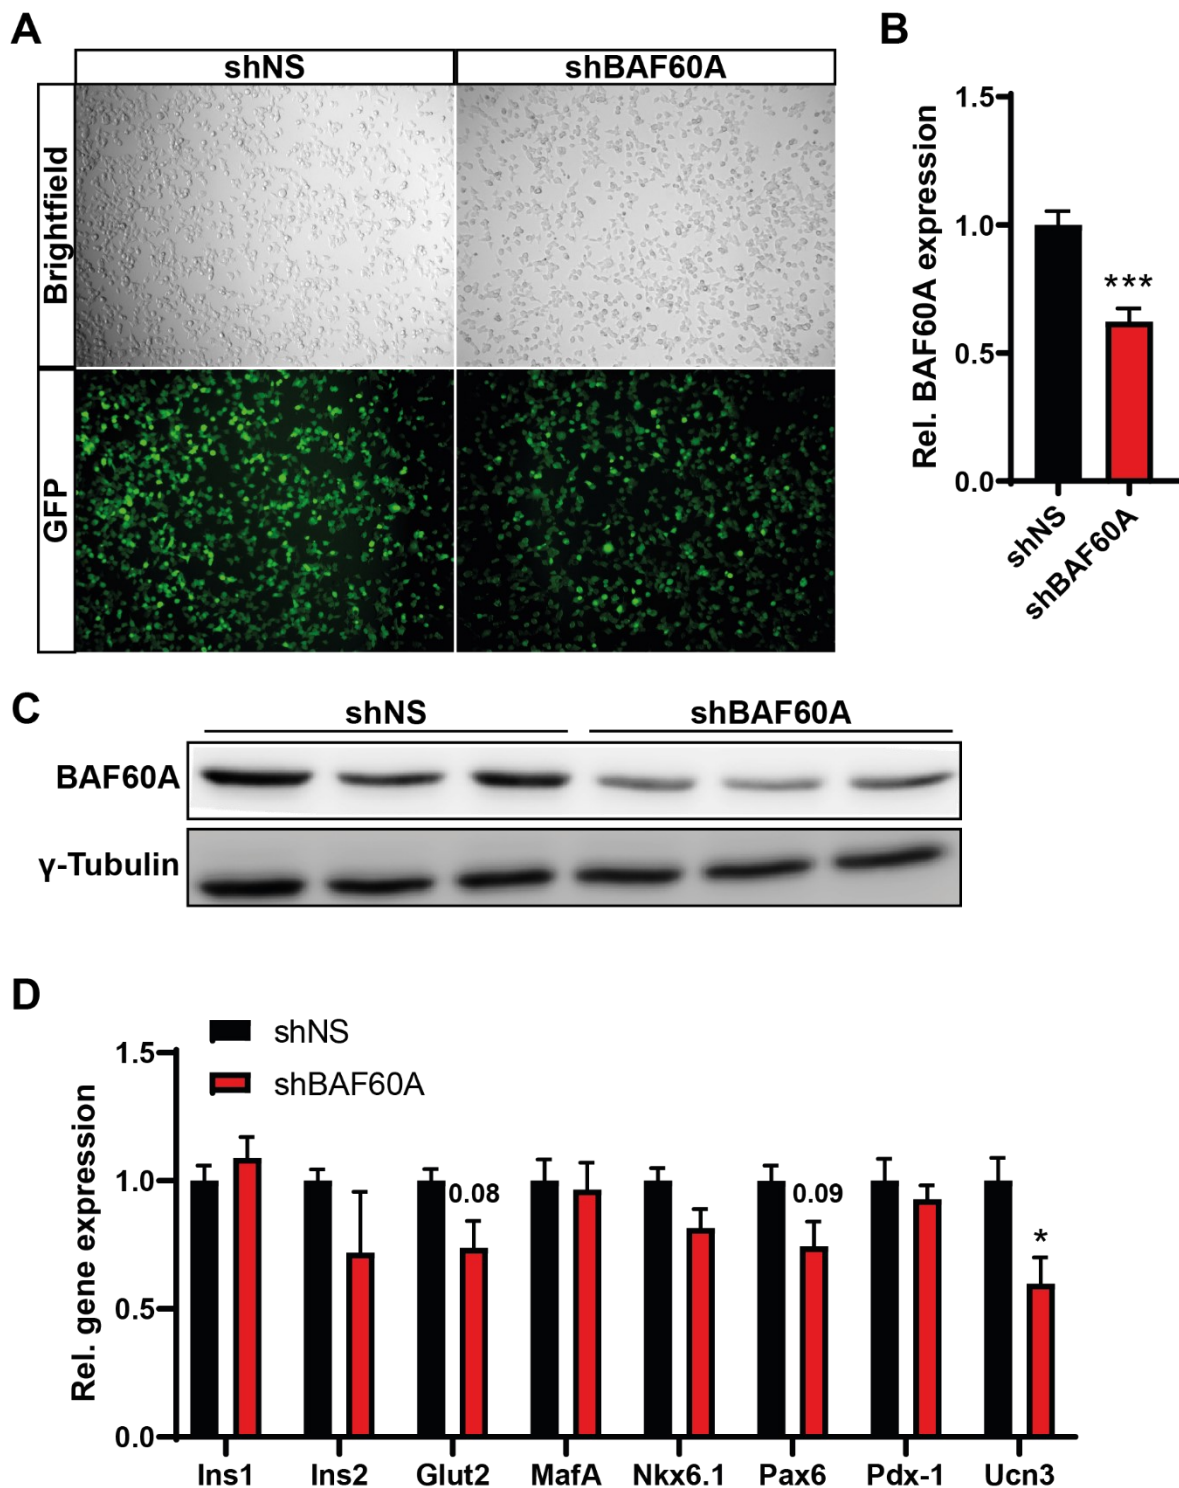 A
shNS
shBAF60A
Brightfield
GFP
B
Rel. BAF60A expression
1.5
1.0
0.5
0.0
***
shNS
shBAF60A
C
shNS
shBAF60A
BAF60A
γ-Tubulin
D
shNS
shBAF60A
Rel. gene expression
1.5
1.0
0.5
0.0
0.08
0.09
*
Ins1 Ins2 Glut2 MafA Nkx6.1 Pax6 Pdx-1 Ucn3